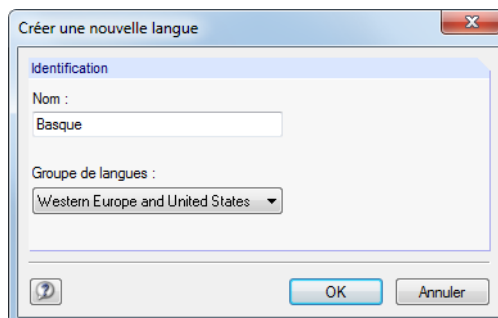 Créer une nouvelle langue
Identification
Nom :
Basque
Groupe de langues :
Western Europe and United States
OK
Annuler